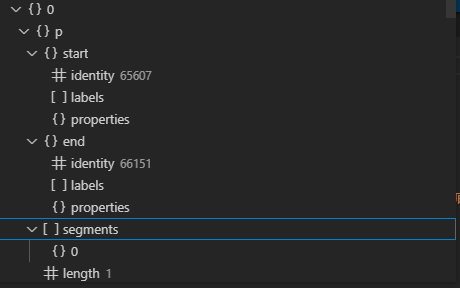 {} 0
{} p
{} start
# identity 65607
[ ] labels
{} properties
{} end
# identity 66151
[ ] labels
{} properties
[ ] segments
{} 0
# length 1